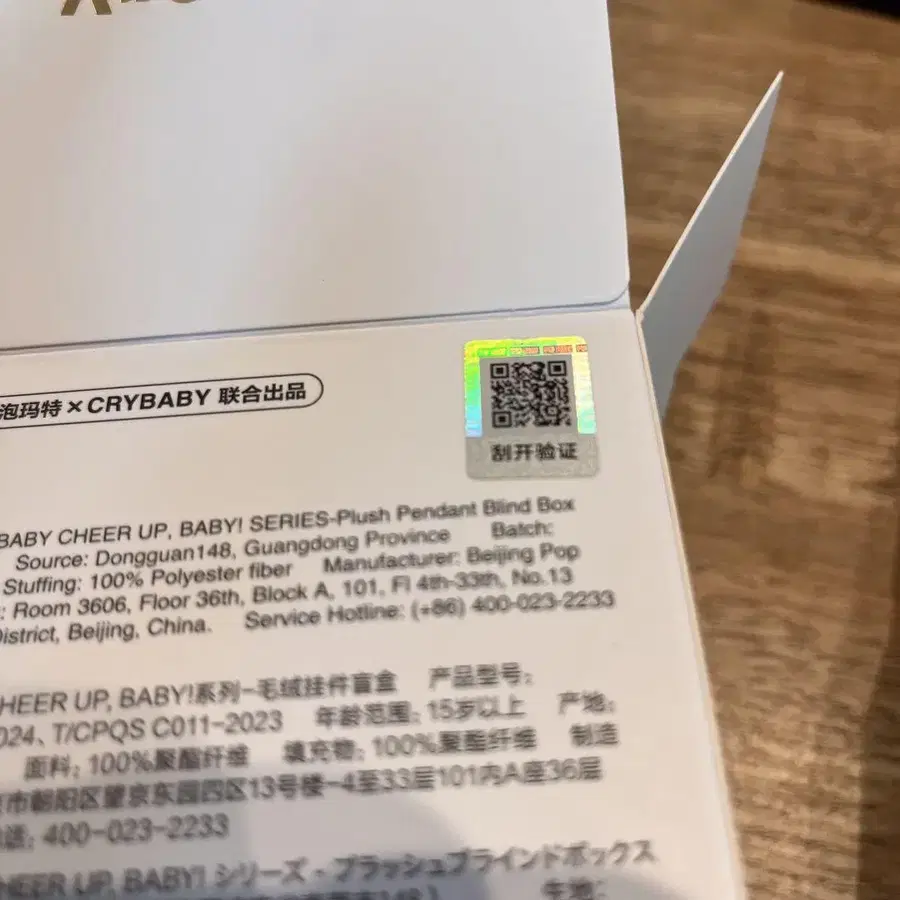 泡玛特×CRYBABY 联合出品
刮开验证
BABY CHEER UP, BABY! SERIES-Plush Pendant Blind Box
Source: Dongguan148, Guangdong Province Batch:
Stuffing: 100% Polyester fiber Manufacturer: Beijing Pop
: Room 3606, Floor 36th, Block A, 101, Fl 4th-33th, No.13
District, Beijing, China. Service Hotline: (+86) 400-023-2233
CHEER UP, BABY!系列-毛绒挂件盲盒 产品型号:
024、T/CPQS C011-2023 年龄范围: 15岁以上 产地:
面料: 100%聚酯纤维 填充物: 100%聚酯纤维 制造
市朝阳区望京东园四区13号楼-4至33层101内A座36层
电话: 400-023-2233
CHEER UP, BABY! シリーズ - プラッシュブラインドボックス
生地: